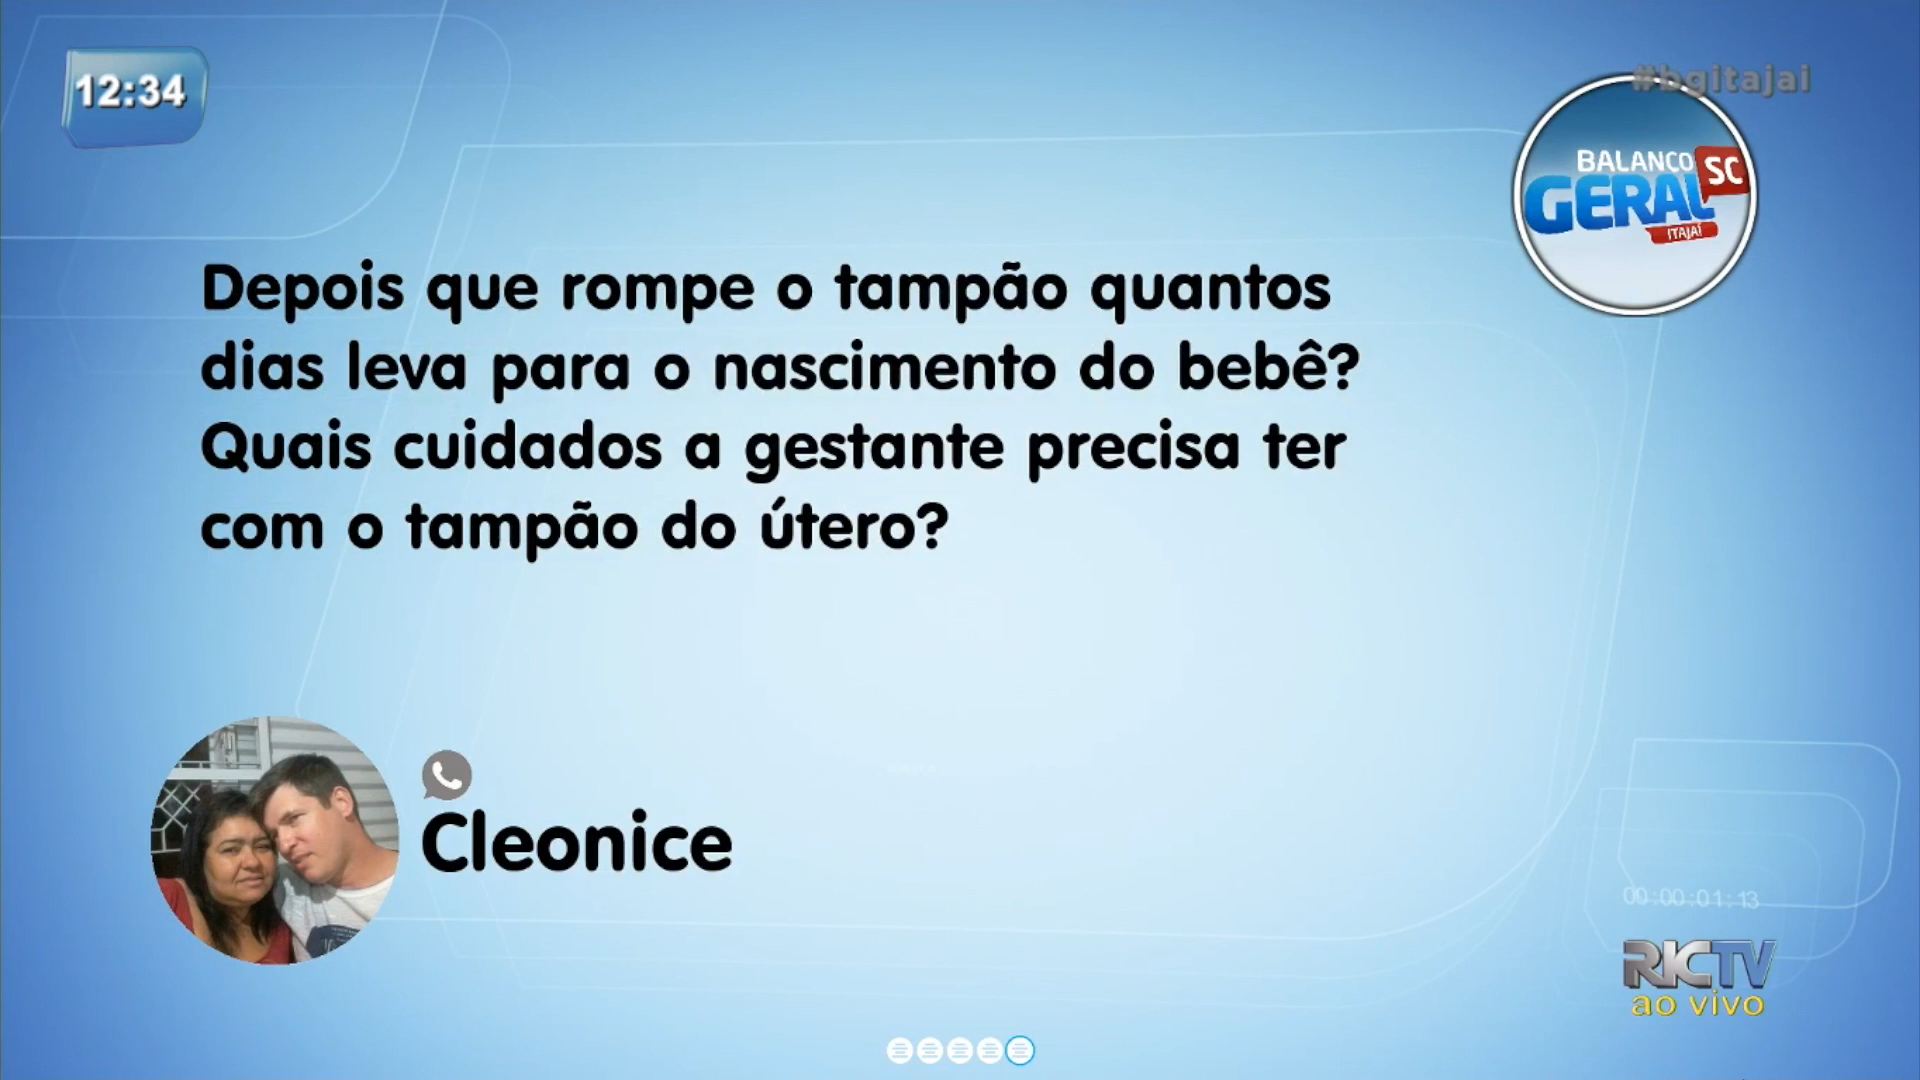 12:34
#bgitajai
BALANÇO
GERAL SC
ITAJAÍ
Depois que rompe o tampão quantos
dias leva para o nascimento do bebê?
Quais cuidados a gestante precisa ter
com o tampão do útero?
Cleonice
00:00:01:13
RICTV
ao vivo